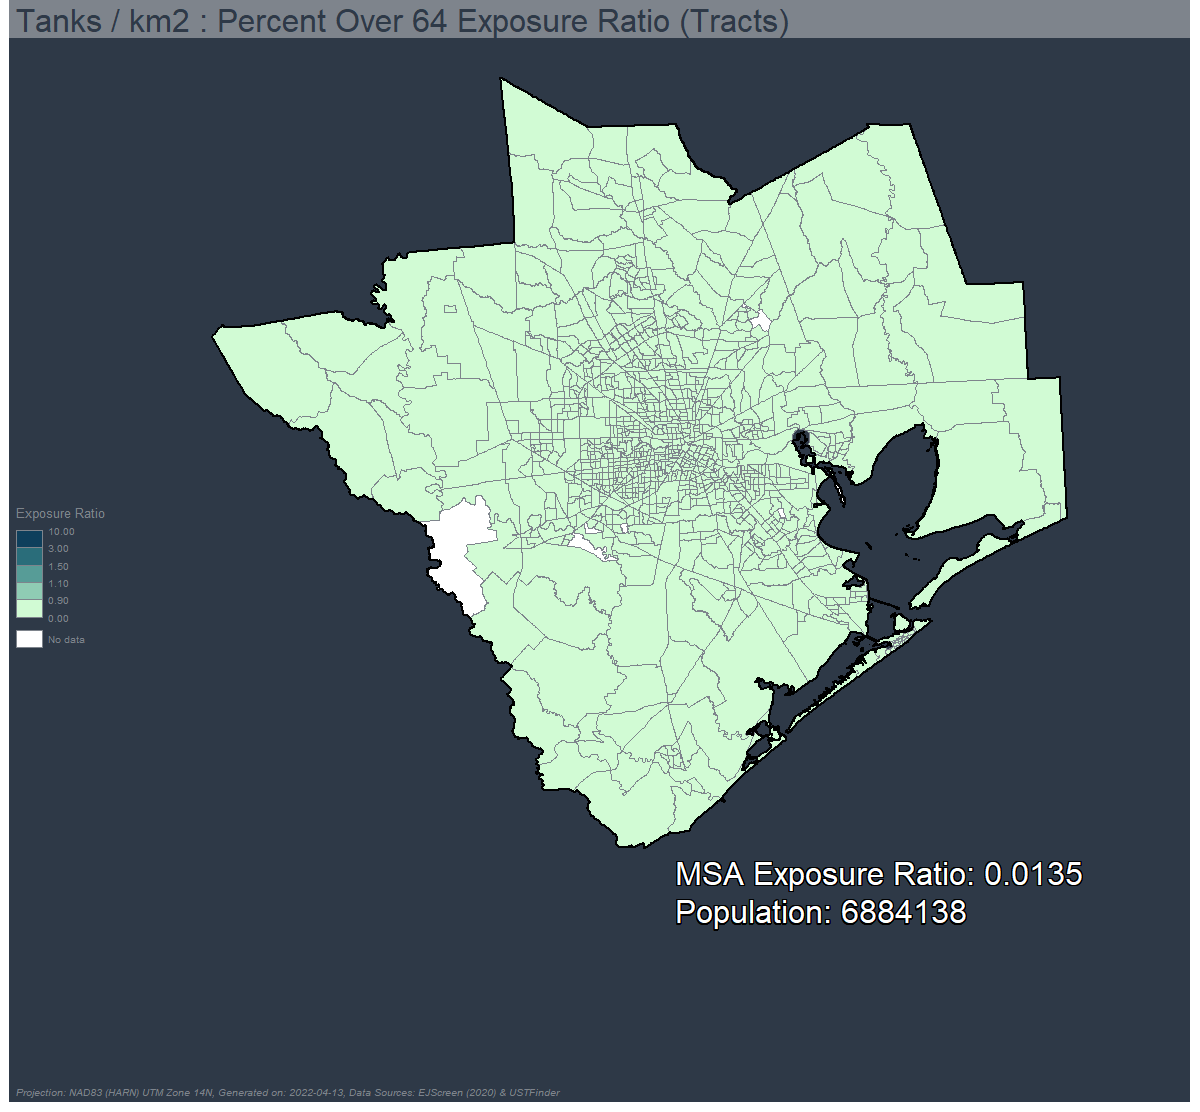 Tanks / km2 : Percent Over 64 Exposure Ratio (Tracts)
Exposure Ratio
10.00
3.00
1.50
1.10
0.90
0.00
No data
MSA Exposure Ratio: 0.0135
Population: 6884138
Projection: NAD83 (HARN) UTM Zone 14N, Generated on: 2022-04-13, Data Sources: EJScreen (2020) & USTFinder